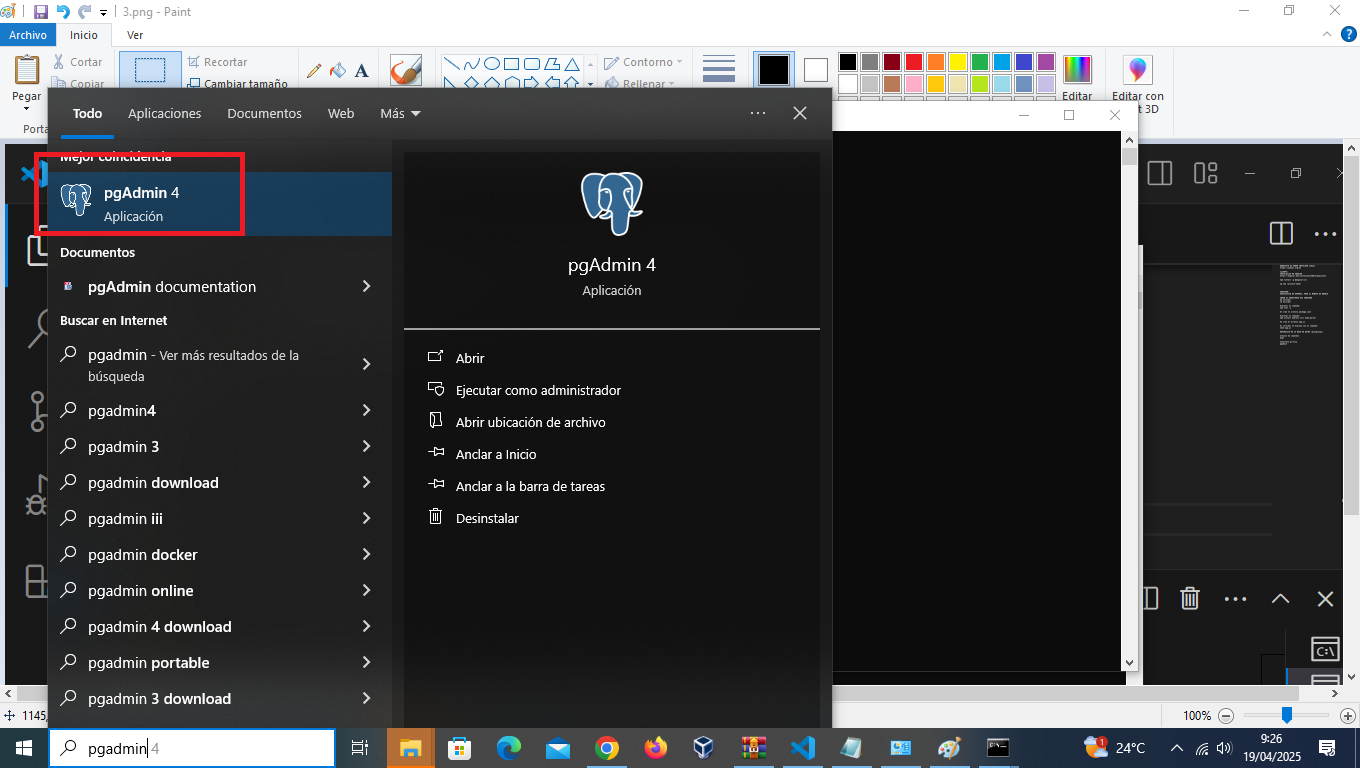 3.png - Paint
Archivo
Inicio
Ver
Pegar
Cortar
Copiar
Recortar
Cambiar tamaño
A
Contorno
Rellenar
Editar
Editar con
3D
Porta
Todo
Aplicaciones
Documentos
Web
Más
Mejor coincidencia
pgAdmin 4
Aplicación
Documentos
pgAdmin documentation
Buscar en Internet
pgadmin - Ver más resultados de la
búsqueda
pgadmin4
pgadmin 3
pgadmin download
pgadmin iii
pgadmin docker
pgadmin online
pgadmin 4 download
pgadmin portable
pgadmin 3 download
pgAdmin 4
Aplicación
Abrir
Ejecutar como administrador
Abrir ubicación de archivo
Anclar a Inicio
Anclar a la barra de tareas
Desinstalar
1145,
100%
pgadmin 4
1
24°C
9:26
19/04/2025